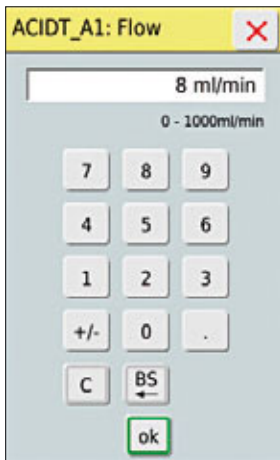 ACIDT_A1: Flow
8 ml/min
0 - 1000ml/min
7 8 9
4 5 6
1 2 3
+/- 0 .
C BS
ok